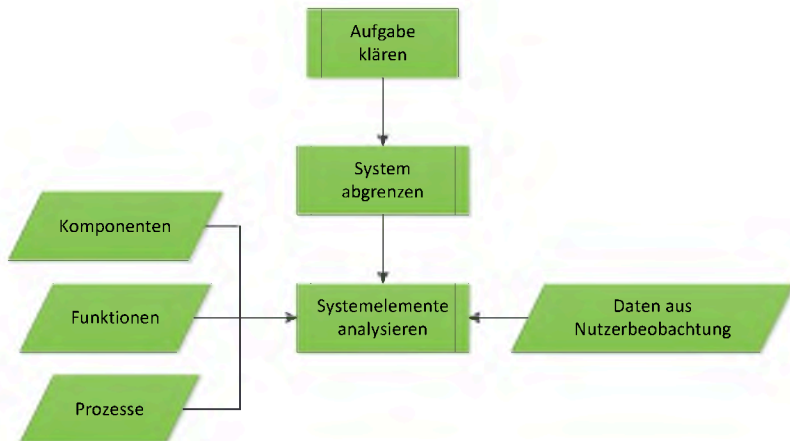 Aufgabe
klären
System
abgrenzen
Komponenten
Funktionen
Prozesse
Systemelemente
analysieren
Daten aus
Nutzerbeobachtung